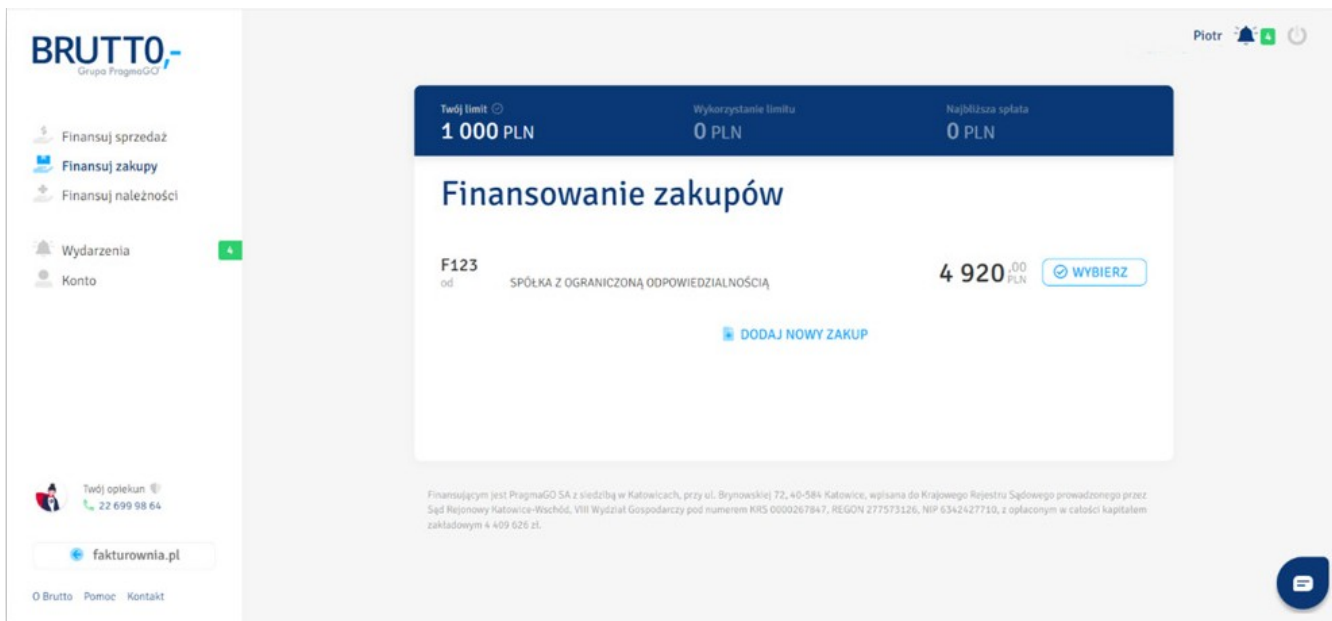 BRUTTO,-
Grupa PragmaGO
Finansuj sprzedaż
Finansuj zakupy
Finansuj należności
Wydarzenia 4
Konto
Twój opiekun
22 699 98 64
fakturownia.pl
O Brutto Pomoc Kontakt
Piotr 4
Twój limit Wykorzystanie limitu Najbliższa spłata
1 000 PLN 0 PLN 0 PLN
Finansowanie zakupów
F123
od SPÓŁKA Z OGRANICZONĄ ODPOWIEDZIALNOŚCIĄ
4 920,00 PLN WYBIERZ
DODAJ NOWY ZAKUP
Finansującym jest PragmaGO SA z siedzibą w Katowicach, przy ul. Brynowskiej 72, 40-584 Katowice, wpisana do Krajowego Rejestru Sądowego prowadzonego przez
Sąd Rejonowy Katowice-Wschód, VIII Wydział Gospodarczy pod numerem KRS 0000267847, REGON 277573126, NIP 6342427710, z opłaconym w całości kapitałem
zakładowym 4 409 626 zł.